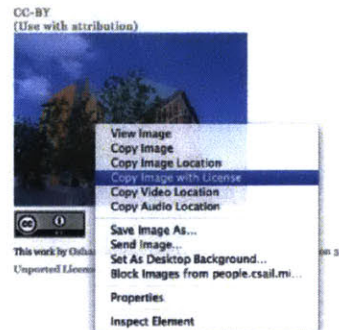 CC-BY
(Use with attribution)
View Image
Copy Image
Copy Image Location
Copy Image with License
Copy Video Location
Copy Audio Location
cc
Save Image As...
Send Image...
This work by
Set As Desktop Background...
Unported
Block Images from people.csail.mi...
Properties
Inspect Element